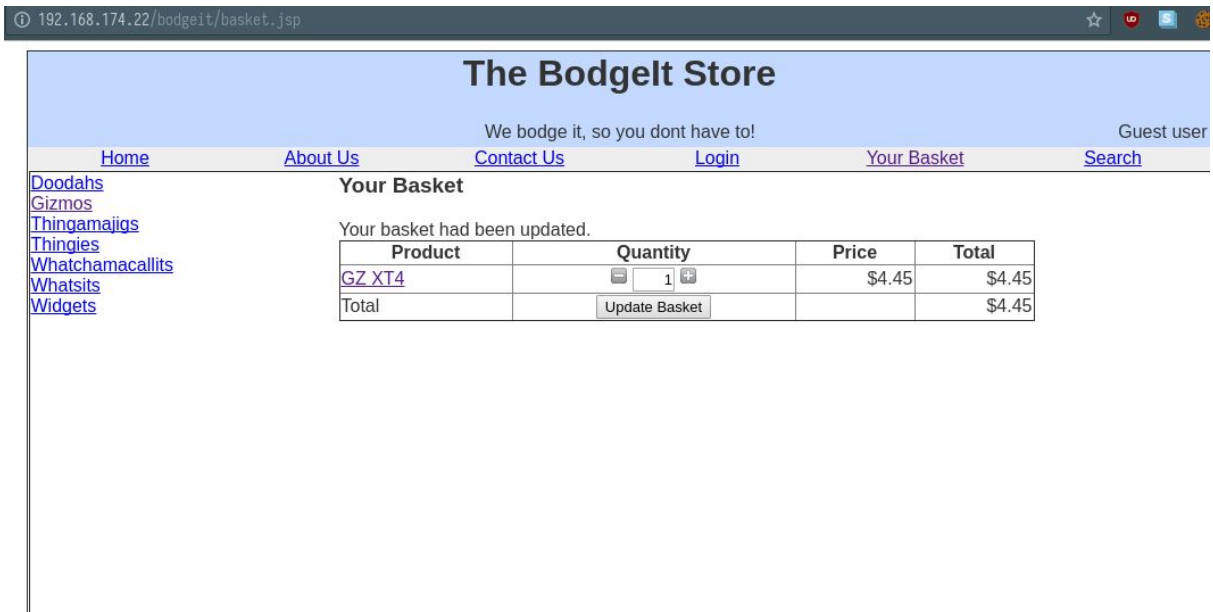 192.168.174.22/bodgeit/basket.jsp
The BodgeIt Store
We bodge it, so you dont have to!
Guest user
Home About Us Contact Us Login Your Basket Search
Doodahs
Gizmos
Thingamajigs
Thingies
Whatchamacallits
Whatsits
Widgets
Your Basket
Your basket had been updated.
Product Quantity Price Total
GZ XT4 1 $4.45 $4.45
Total Update Basket $4.45